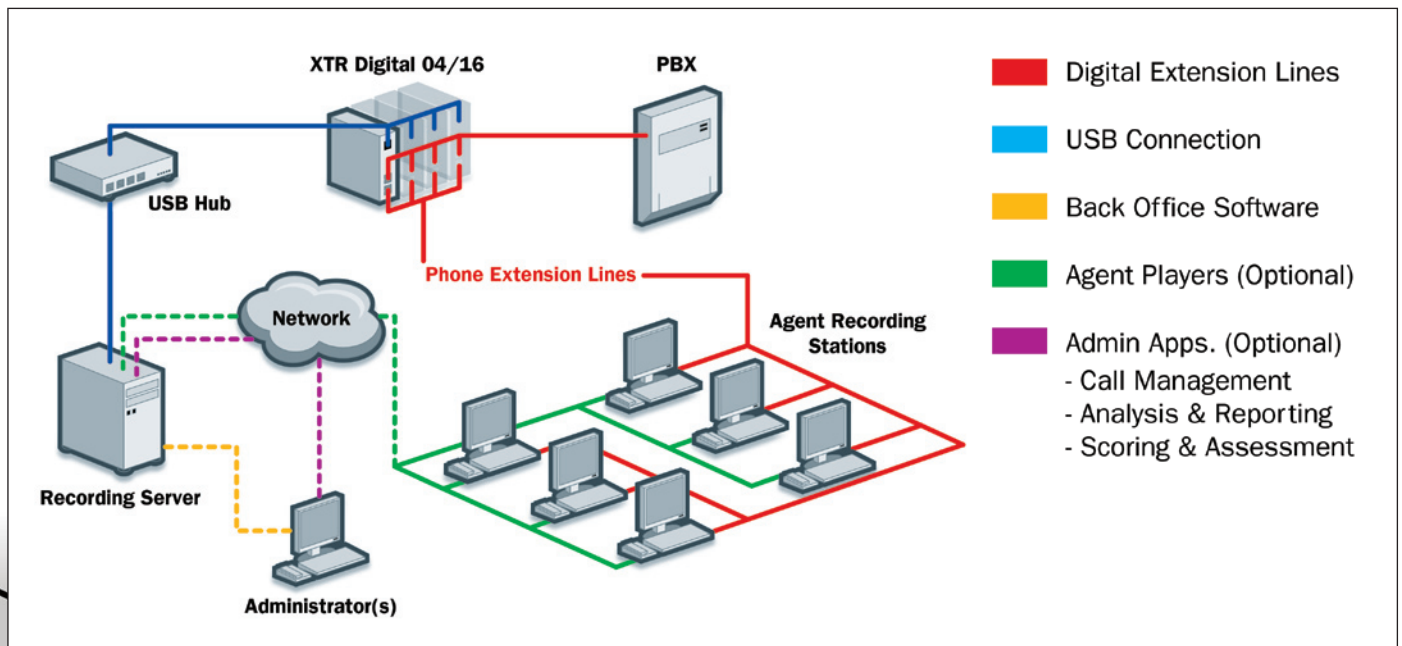 XTR Digital 04/16
PBX
USB Hub
Phone Extension Lines
Network
Agent Recording
Stations
Recording Server
Administrator(s)
Digital Extension Lines
USB Connection
Back Office Software
Agent Players (Optional)
Admin Apps. (Optional)
- Call Management
- Analysis & Reporting
- Scoring & Assessment